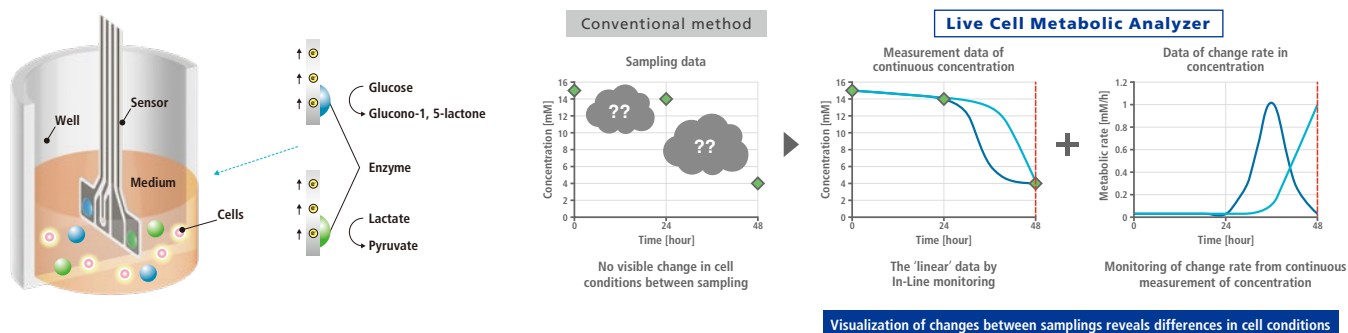 Well
Sensor
Medium
Cells
e
e
e
Glucose
Glucono-1, 5-lactone
Enzyme
e
e
e
Lactate
Pyruvate
Conventional method
Sampling data
Concentration [mM]
16
14
12
10
8
6
4
2
0
??
??
0
24
48
Time [hour]
No visible change in cell
conditions between sampling
Live Cell Metabolic Analyzer
Measurement data of
continuous concentration
Concentration [mM]
16
14
12
10
8
6
4
2
0
0
24
48
Time [hour]
The ‘linear’ data by
In-Line monitoring
+
Data of change rate in
concentration
Metabolic rate [mM/h]
1.2
1
0.8
0.6
0.4
0.2
0
0
24
48
Time [hour]
Monitoring of change rate from continuous
measurement of concentration
Visualization of changes between samplings reveals differences in cell conditions